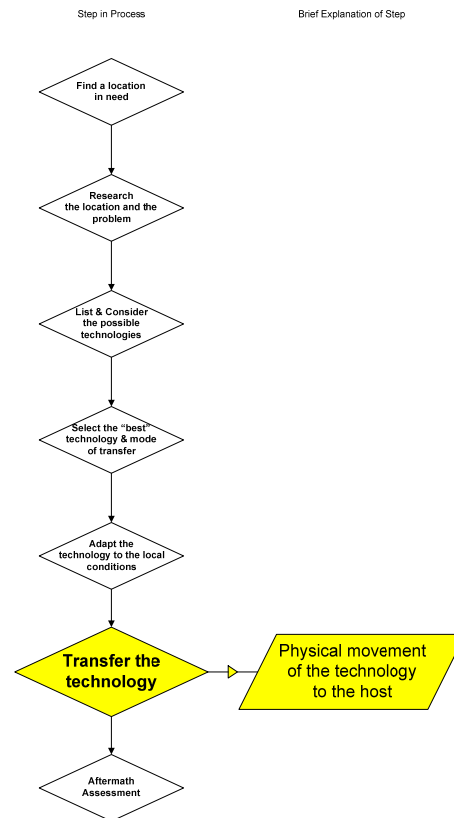 Step in Process
Brief Explanation of Step
Find a location
in need
Research
the location and the
problem
List & Consider
the possible
technologies
Select the “best”
technology & mode
of transfer
Adapt the
technology to the local
conditions
Transfer the
technology
Physical movement
of the technology
to the host
Aftermath
Assessment